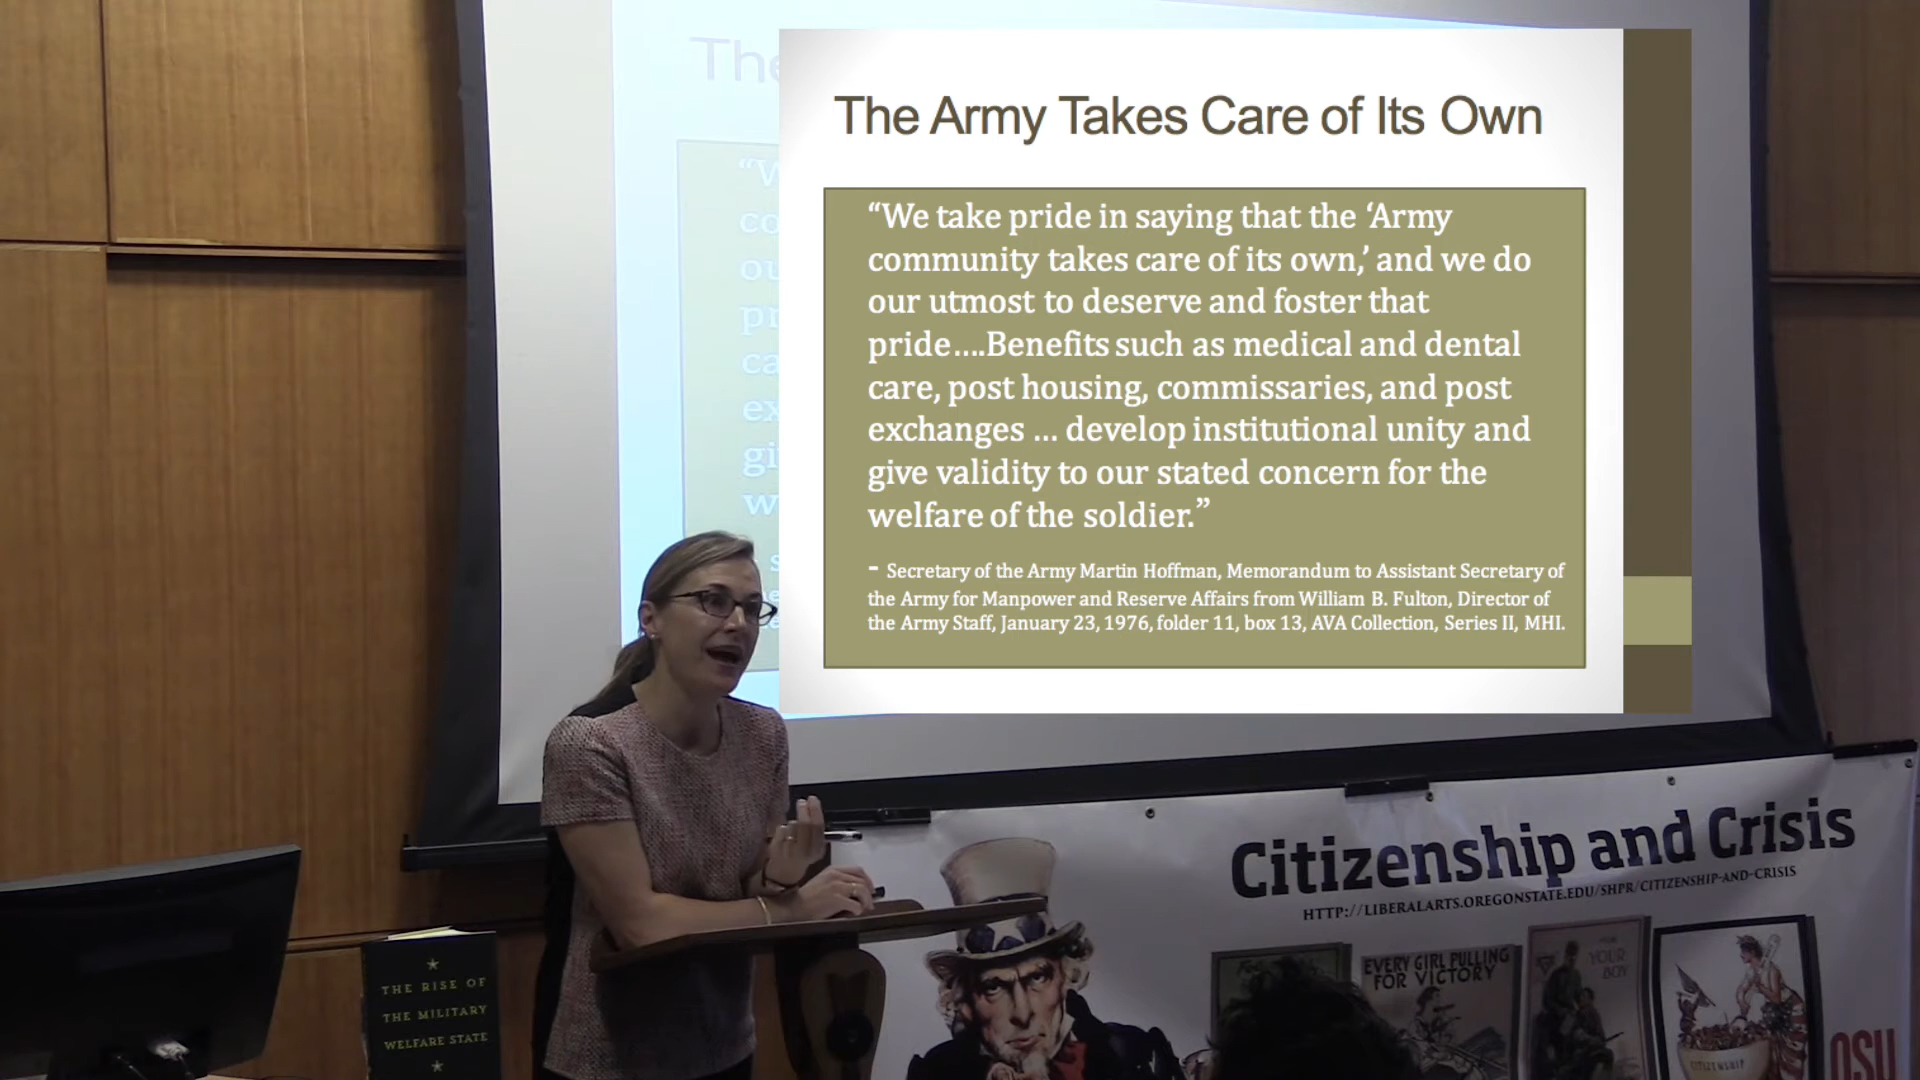 The
The Army Takes Care of Its Own
“We take pride in saying that the ‘Army
community takes care of its own,’ and we do
our utmost to deserve and foster that
pride....Benefits such as medical and dental
care, post housing, commissaries, and post
exchanges ... develop institutional unity and
give validity to our stated concern for the
welfare of the soldier.”
- Secretary of the Army Martin Hoffman, Memorandum to Assistant Secretary of
the Army for Manpower and Reserve Affairs from William B. Fulton, Director of
the Army Staff, January 23, 1976, folder 11, box 13, AVA Collection, Series II, MHI.
Citizenship and Crisis
HTTP://LIBERALARTS.OREGONSTATE.EDU/SHPR/CITIZENSHIP-AND-CRISIS
EVERY GIRL PULLING
FOR VICTORY
YOUR
BOY
CITIZENSHIP
OSU
THE RISE OF
THE MILITARY
WELFARE STATE